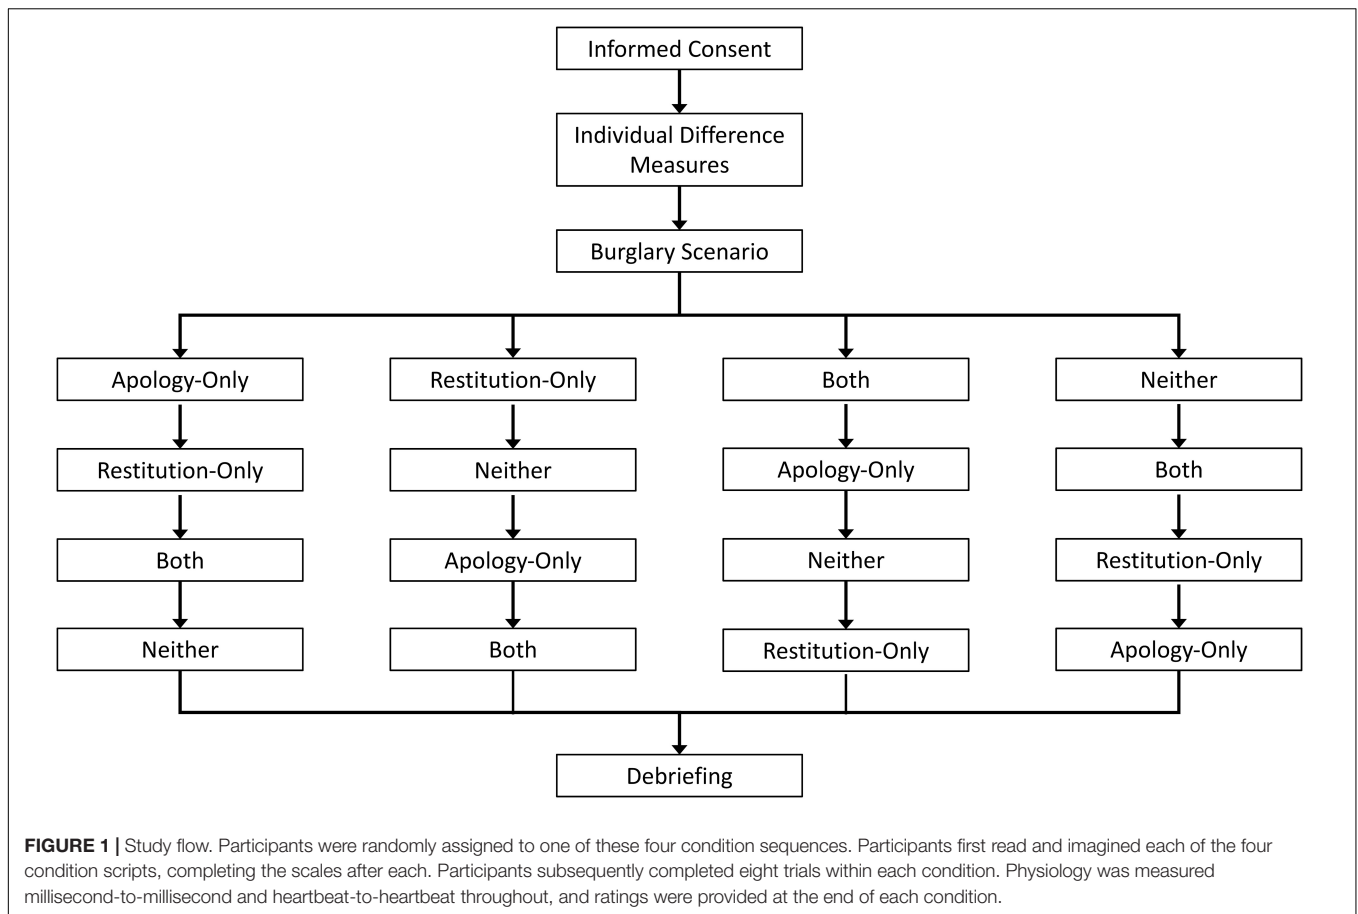 Informed Consent
Individual Difference
Measures
Burglary Scenario
Apology-Only
Restitution-Only
Both
Neither
Restitution-Only
Neither
Apology-Only
Both
Both
Apology-Only
Neither
Restitution-Only
Neither
Both
Restitution-Only
Apology-Only
Debriefing
FIGURE 1 | Study flow. Participants were randomly assigned to one of these four condition sequences. Participants first read and imagined each of the four
condition scripts, completing the scales after each. Participants subsequently completed eight trials within each condition. Physiology was measured
millisecond-to-millisecond and heartbeat-to-heartbeat throughout, and ratings were provided at the end of each condition.